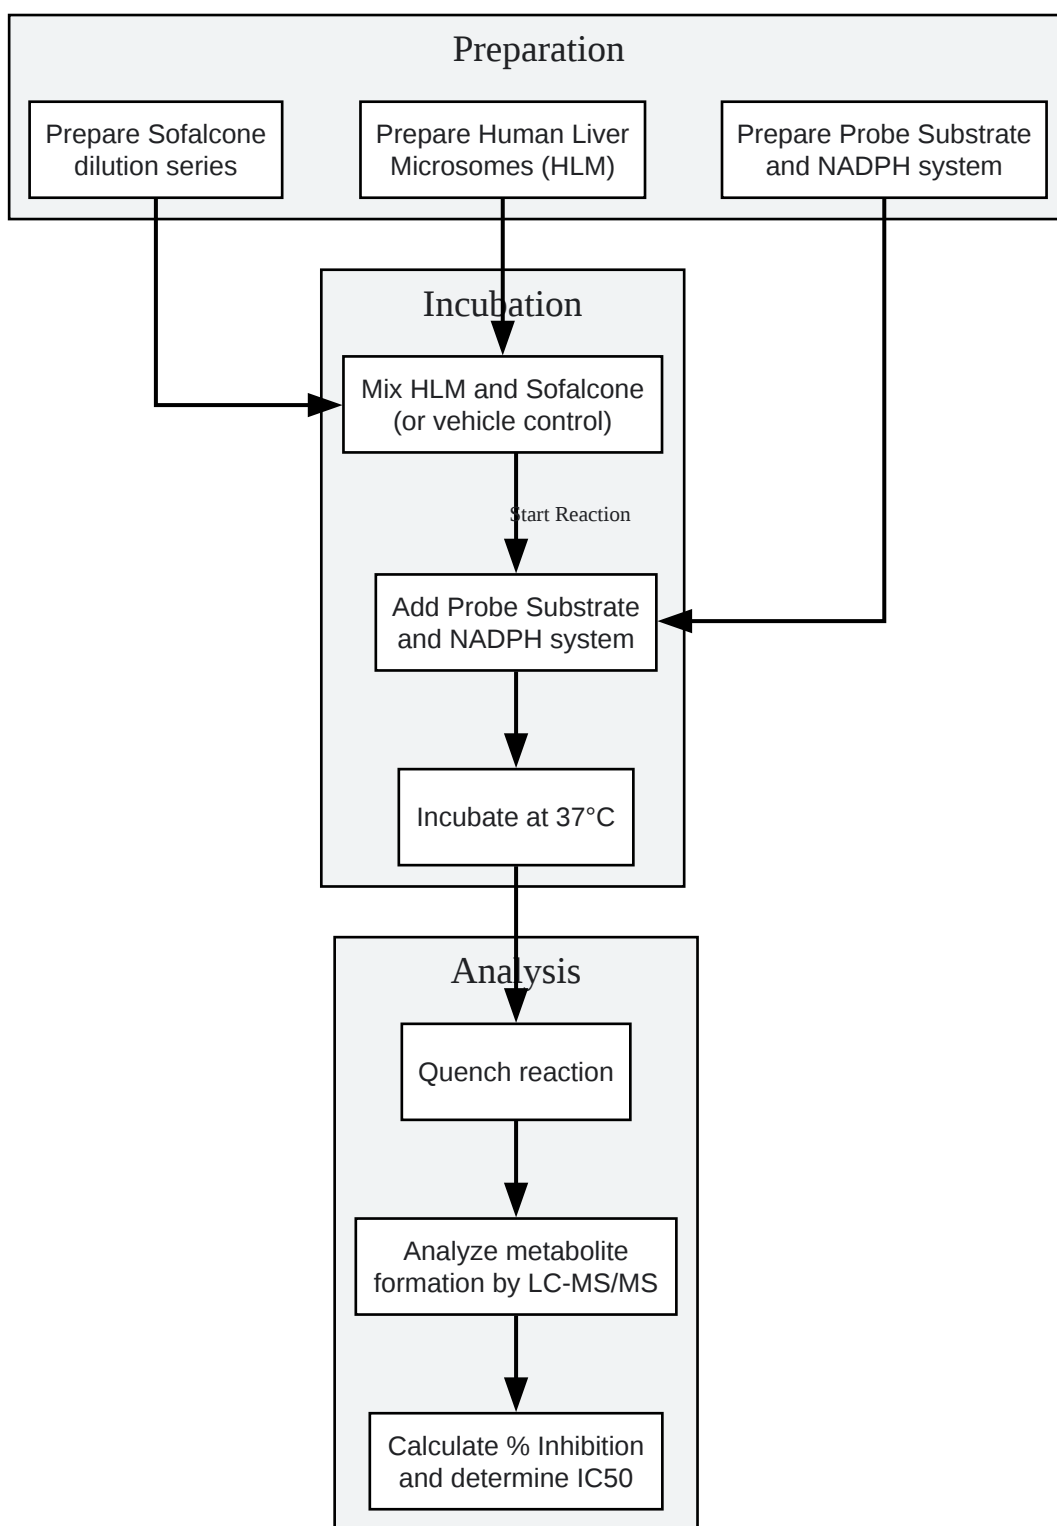 Preparation
Prepare Sofalcone
dilution series
Prepare Human Liver
Microsomes (HLM)
Prepare Probe Substrate
and NADPH system
Incubation
Mix HLM and Sofalcone
(or vehicle control)
Start Reaction
Add Probe Substrate
and NADPH system
Incubate at 37°C
Analysis
Quench reaction
Analyze metabolite
formation by LC-MS/MS
Calculate % Inhibition
and determine IC50